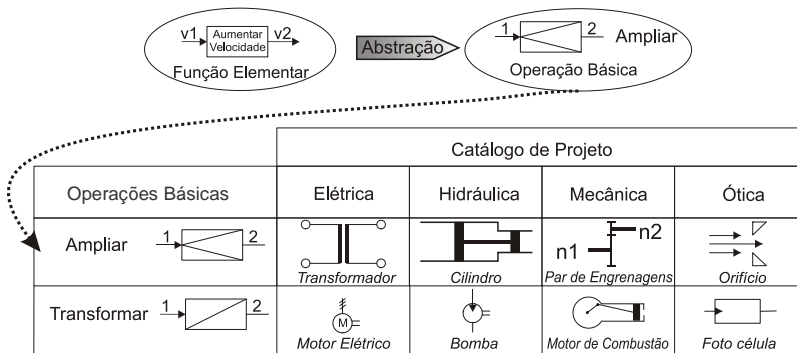 v1 Aumentar Velocidade v2
Função Elementar
Abstração
1 2 Ampliar
Operação Básica
Catálogo de Projeto
Operações Básicas Elétrica Hidráulica Mecânica Ótica
Ampliar 1 2
Transformador
Cilindro
n1 n2
Par de Engrenagens
Orifício
Transformar 1 2
M
Motor Elétrico
Bomba
Motor de Combustão
Foto célula